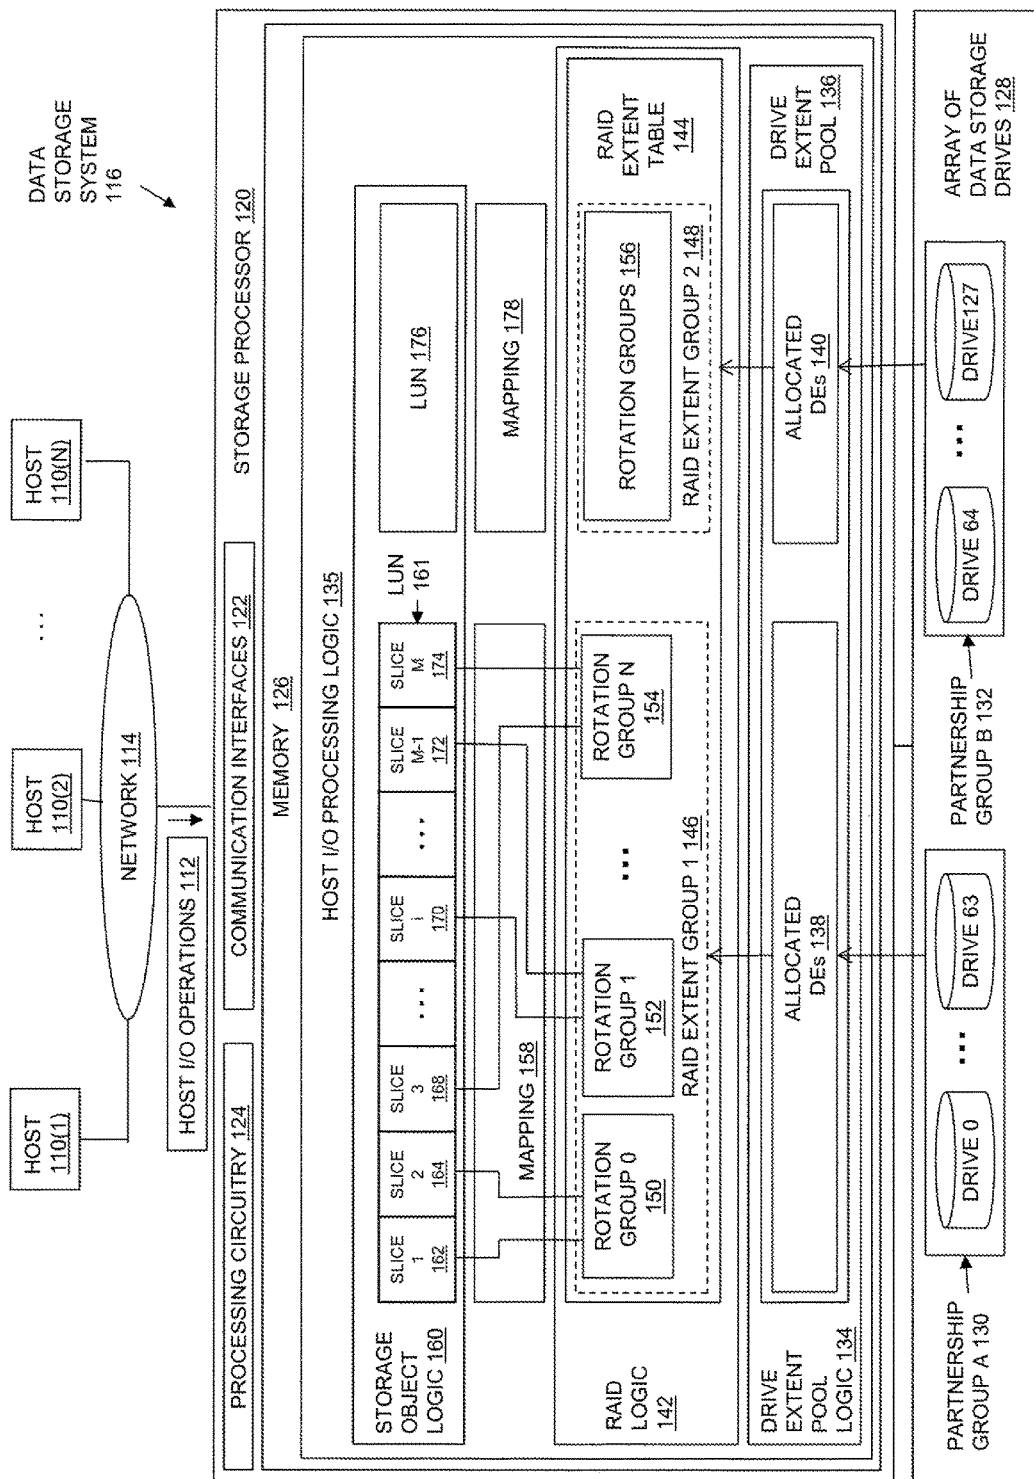 DATA
STORAGE
SYSTEM
116
HOST
110(1)
HOST
110(2)
...
HOST
110(N)
NETWORK 114
HOST I/O OPERATIONS 112
PROCESSING CIRCUITRY 124
COMMUNICATION INTERFACES 122
STORAGE PROCESSOR 120
MEMORY 126
HOST I/O PROCESSING LOGIC 135
STORAGE
OBJECT
LOGIC 160
SLICE
1
162
SLICE
2
164
SLICE
3
168
...
SLICE
i
170
...
SLICE
M-1
172
SLICE
M
174
LUN
161
LUN 176
MAPPING 158
MAPPING 178
RAID
LOGIC
142
ROTATION
GROUP 0
150
ROTATION
GROUP 1
152
...
ROTATION
GROUP N
154
RAID EXTENT GROUP 1 146
ROTATION GROUPS 156
RAID EXTENT GROUP 2 148
RAID
EXTENT
TABLE
144
DRIVE
EXTENT
POOL
LOGIC 134
ALLOCATED
DEs 138
ALLOCATED
DEs 140
DRIVE
EXTENT
POOL 136
PARTNERSHIP
GROUP A 130
DRIVE 0
...
DRIVE 63
PARTNERSHIP
GROUP B 132
DRIVE 64
...
DRIVE127
ARRAY OF
DATA STORAGE
DRIVES 128